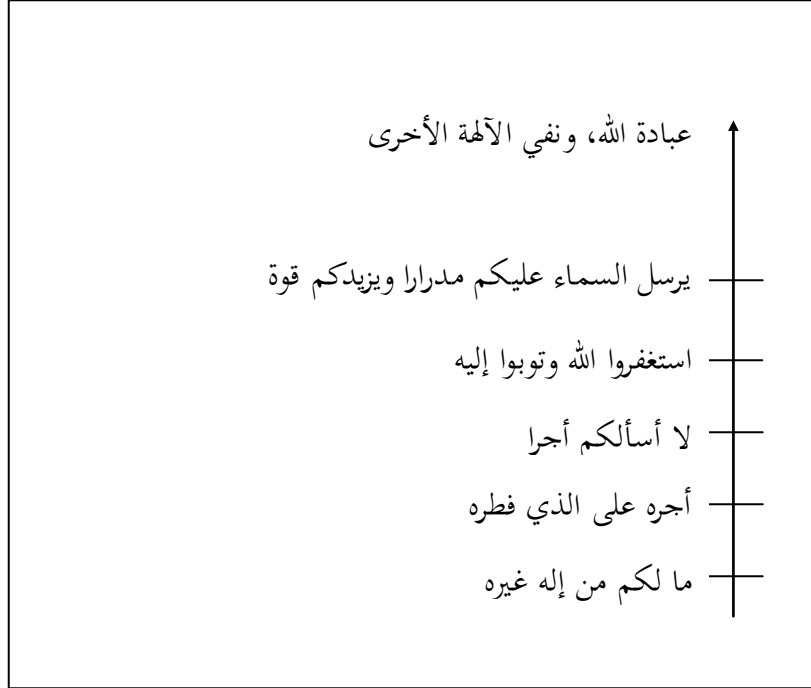 عبادة الله، ونفي الآلهة الأخرى
يرسل السماء عليكم مدرارا ويزيدكم قوة
استغفروا الله وتوبوا إليه
لا أسألكم أجرا
أجره على الذي فطره
ما لكم من إله غيره